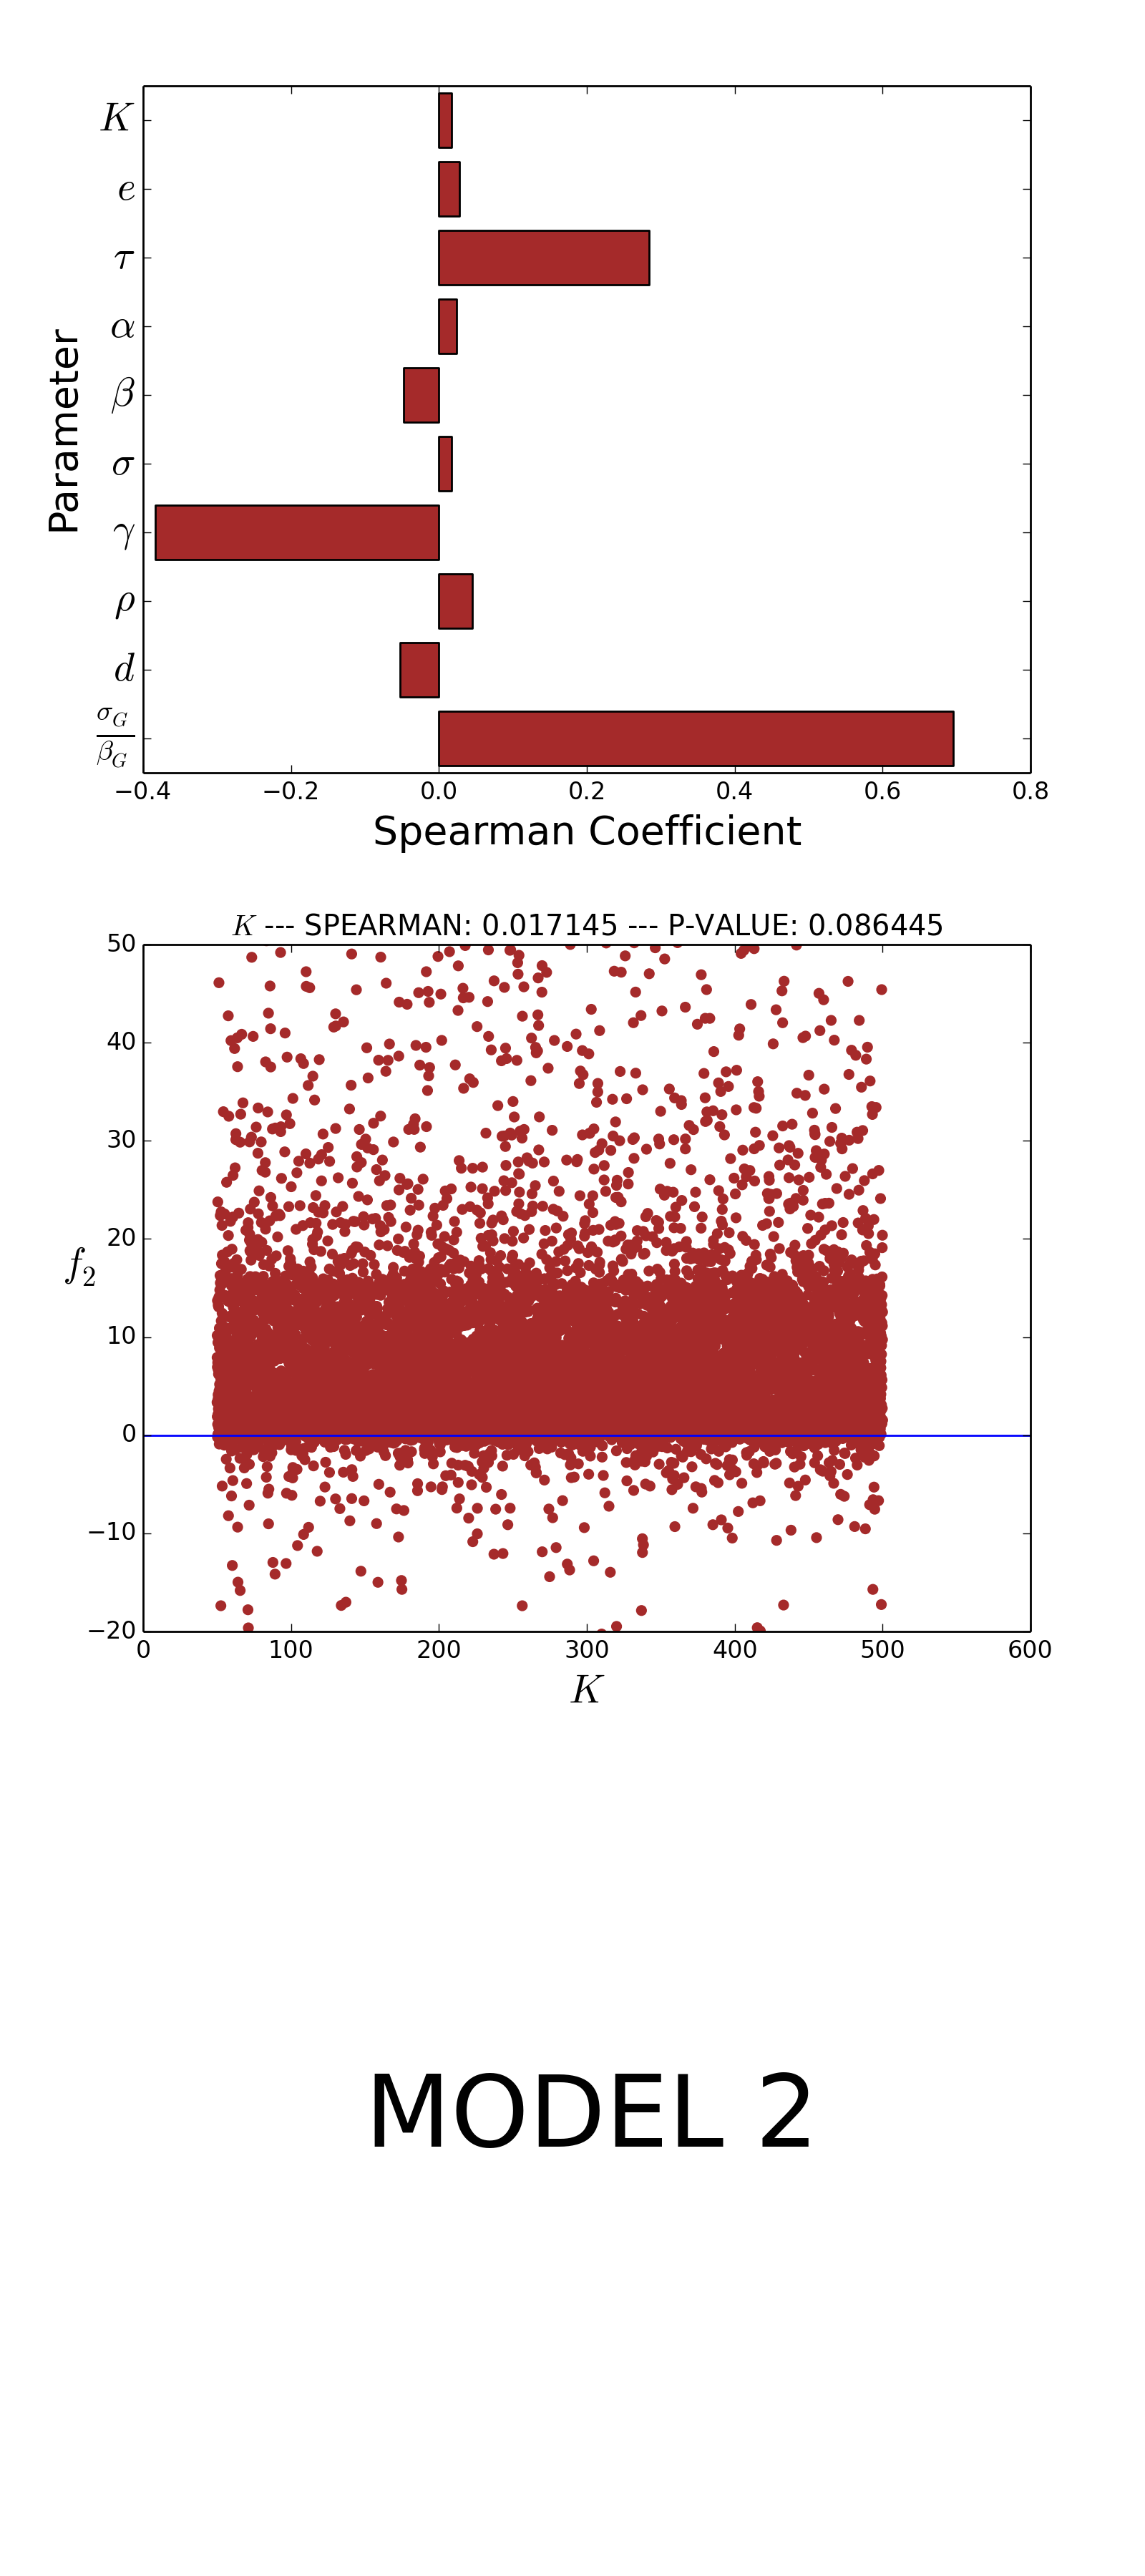 K
e
τ
α
β
σ
γ
ρ
d
σ_G
β_G
Parameter
−0.4 −0.2 0.0 0.2 0.4 0.6 0.8
Spearman Coefficient
K --- SPEARMAN: 0.017145 --- P-VALUE: 0.086445
50
40
30
20
f_2
10
0
−10
−20
0 100 200 300 400 500 600
K
MODEL 2